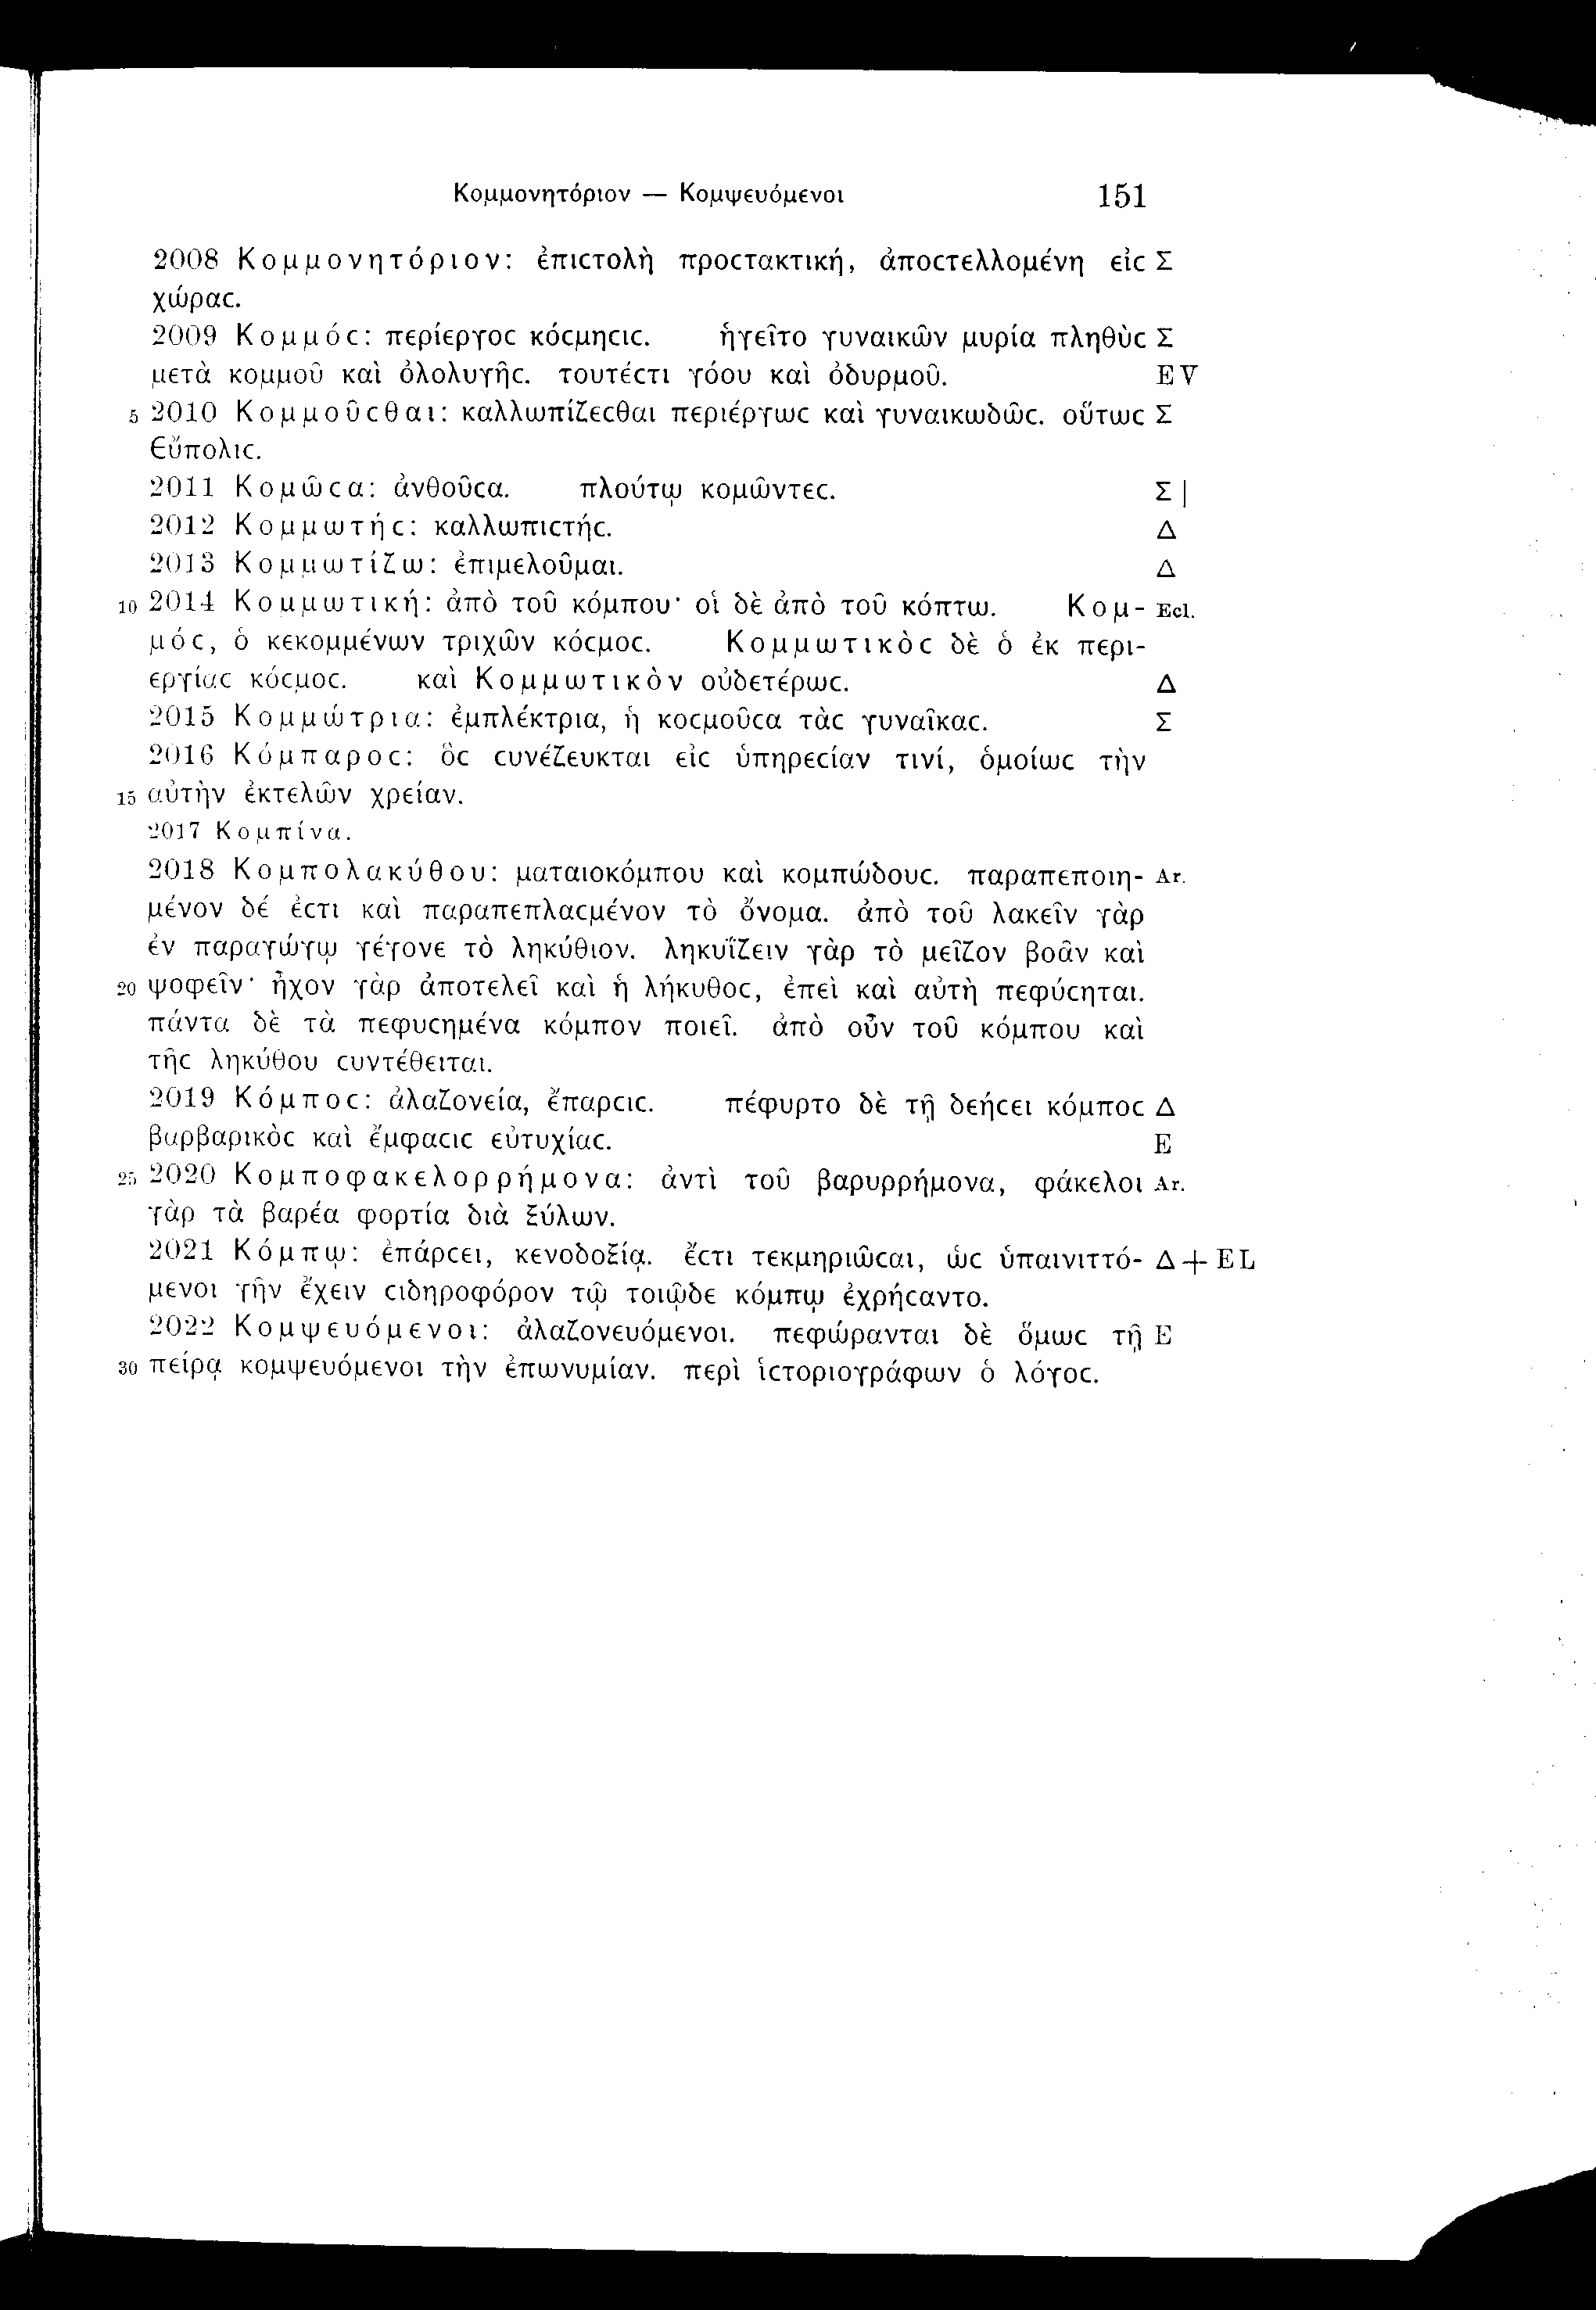 Κομμονητόριον — Κομψευόμενοι 151
2008 Κομμονητόριον: ἐπιϲτολὴ προϲτακτική, ἀποϲτελλομένη εἰϲ Σ
χώραϲ.
2009 Κομμόϲ: περίεργοϲ κόϲμηϲιϲ. ἡγεῖτο γυναικῶν μυρία πληθὺϲ Σ
μετὰ κομμοῦ καὶ ὀλολυγῆϲ. τουτέϲτι γόου καὶ ὀδυρμοῦ. EV
5 2010 Κομμοῦϲθαι: καλλωπίζεϲθαι περιέργωϲ καὶ γυναικωδῶϲ. οὕτωϲ Σ
Εὔπολιϲ.
2011 Κομῶϲα: ἀνθοῦϲα. πλούτῳ κομῶντεϲ. Σ |
2012 Κομμωτήϲ: καλλωπιϲτήϲ. Δ
2013 Κομμωτίζω: ἐπιμελοῦμαι. Δ
10 2014 Κομμωτική: ἀπὸ τοῦ κόμπου· οἱ δὲ ἀπὸ τοῦ κόπτω. Κομ- Ecl.
μόϲ, ὁ κεκομμένων τριχῶν κόϲμοϲ. Κομμωτικὸϲ δὲ ὁ ἐκ περι-
εργίαϲ κόϲμοϲ. καὶ Κομμωτικὸν οὐδετέρωϲ. Δ
2015 Κομμώτρια: ἐμπλέκτρια, ἡ κοϲμοῦϲα τὰϲ γυναῖκαϲ. Σ
2016 Κόμπαροϲ: ὃϲ ϲυνέζευκται εἰϲ ὑπηρεϲίαν τινί, ὁμοίωϲ τὴν
15 αὐτὴν ἐκτελῶν χρείαν.
2017 Κομπίνα.
2018 Κομπολακύθου: ματαιοκόμπου καὶ κομπώδουϲ. παραπεποιη- Ar.
μένον δέ ἐϲτι καὶ παραπεπλαϲμένον τὸ ὄνομα. ἀπὸ τοῦ λακεῖν γὰρ
ἐν παραγώγῳ γέγονε τὸ ληκύθιον. ληκυΐζειν γὰρ τὸ μεῖζον βοᾶν καὶ
20 ψοφεῖν· ἦχον γὰρ ἀποτελεῖ καὶ ἡ λήκυθοϲ, ἐπεὶ καὶ αὐτὴ πεφύϲηται.
πάντα δὲ τὰ πεφυϲημένα κόμπον ποιεῖ. ἀπὸ οὖν τοῦ κόμπου καὶ
τῆϲ ληκύθου ϲυντέθειται.
2019 Κόμποϲ: ἀλαζονεία, ἔπαρϲιϲ. πέφυρτο δὲ τῇ δεήϲει κόμποϲ Δ
βαρβαρικὸϲ καὶ ἔμφαϲιϲ εὐτυχίαϲ. E
25 2020 Κομποφακελορρήμονα: ἀντὶ τοῦ βαρυρρήμονα, φάκελοι Ar.
γὰρ τὰ βαρέα φορτία διὰ ξύλων.
2021 Κόμπῳ: ἐπάρϲει, κενοδοξίᾳ. ἔϲτι τεκμηριῶϲαι, ὡϲ ὑπαινιττό- Δ + EL
μενοι γῆν ἔχειν ϲιδηροφόρον τῷ τοιῷδε κόμπῳ ἐχρήϲαντο.
2022 Κομψευόμενοι: ἀλαζονευόμενοι. πεφώρανται δὲ ὅμωϲ τῇ E
30 πείρᾳ κομψευόμενοι τὴν ἐπωνυμίαν. περὶ ἱϲτοριογράφων ὁ λόγοϲ.